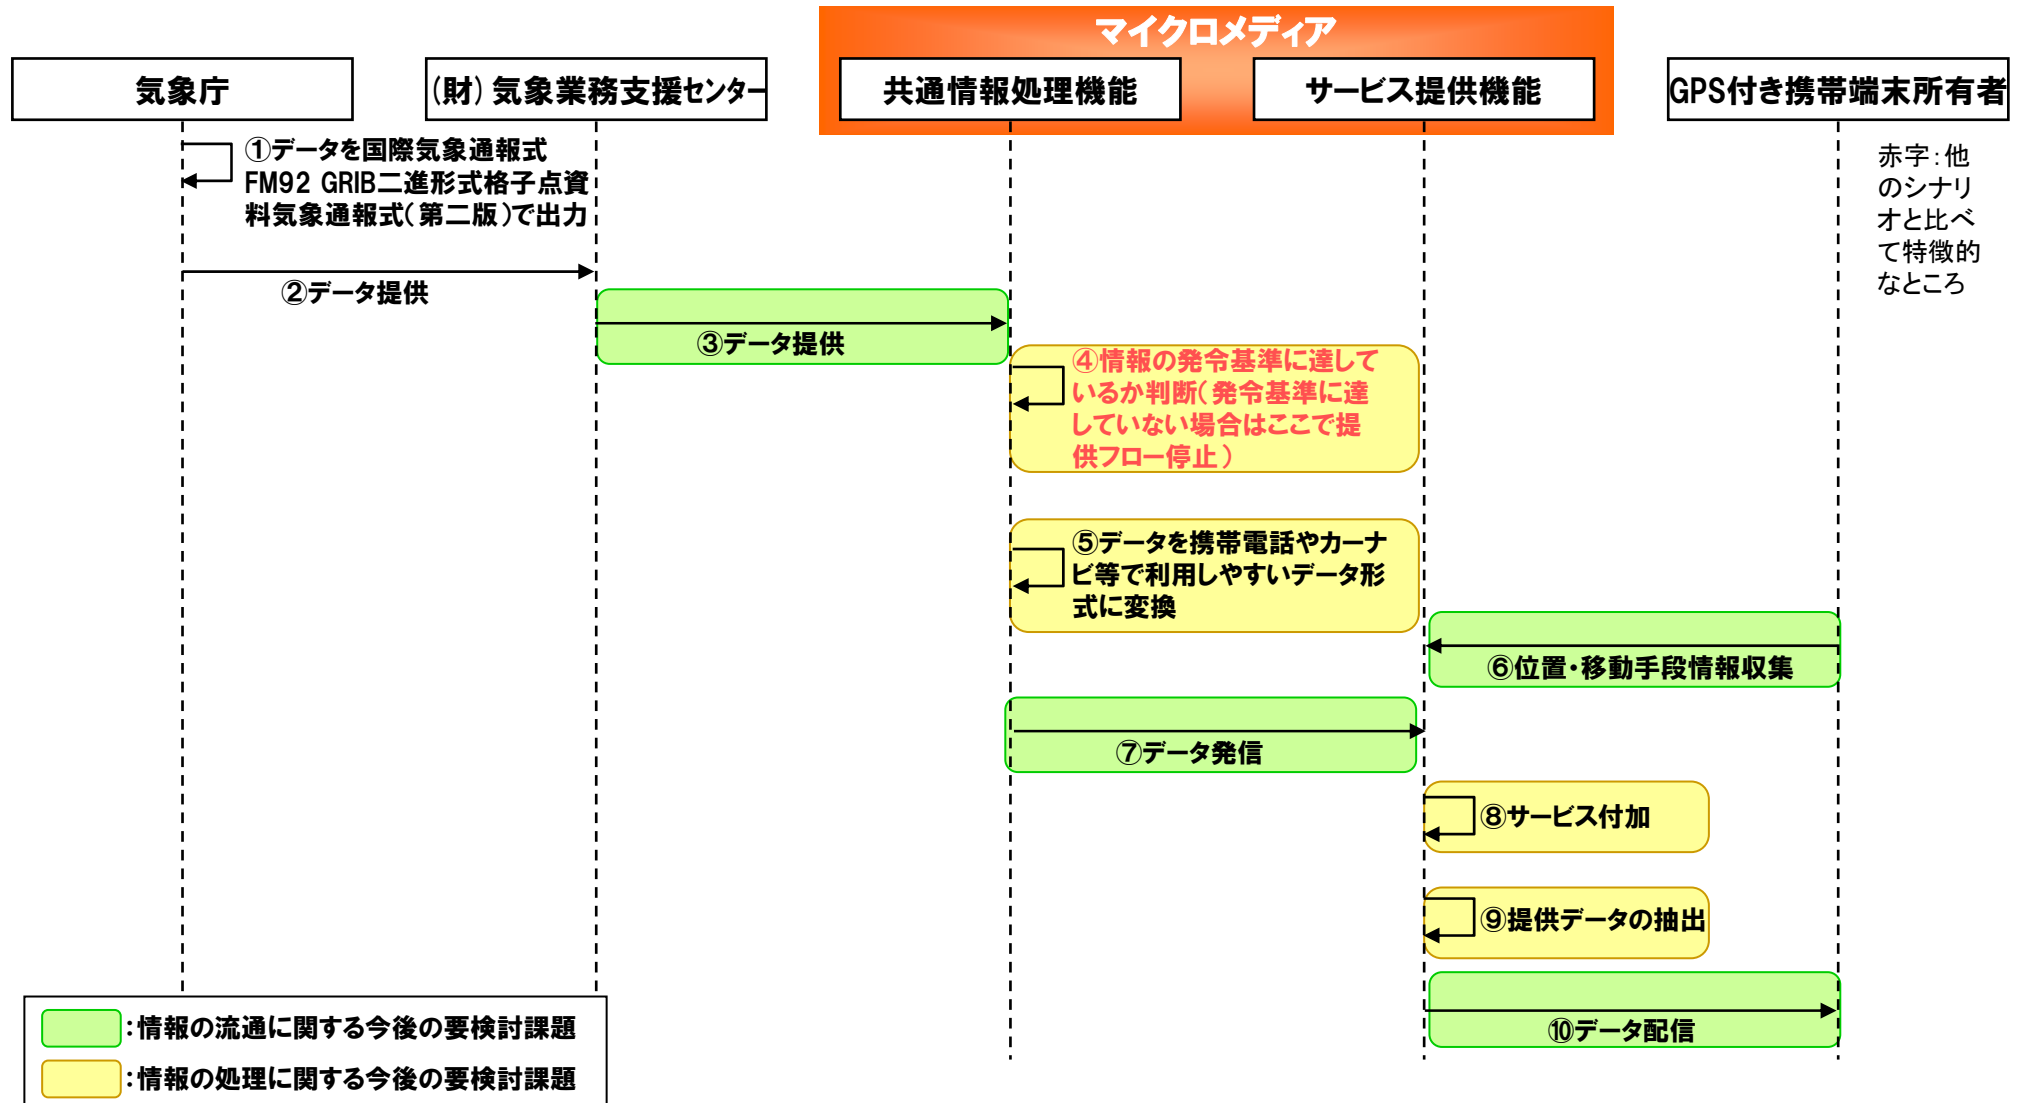 マイクロメディア
気象庁
(財)気象業務支援センター
共通情報処理機能
サービス提供機能
GPS付き携帯端末所有者
①データを国際気象通報式
FM92 GRIB二進形式格子点資
料気象通報式(第二版)で出力
赤字:他
のシナリ
オと比べ
て特徴的
なところ
②データ提供
③データ提供
④情報の発令基準に達して
いるか判断(発令基準に達
していない場合はここで提
供フロー停止)
⑤データを携帯電話やカーナ
ビ等で利用しやすいデータ形
式に変換
⑥位置・移動手段情報収集
⑦データ発信
⑧サービス付加
⑨提供データの抽出
⑩データ配信
:情報の流通に関する今後の要検討課題
:情報の処理に関する今後の要検討課題